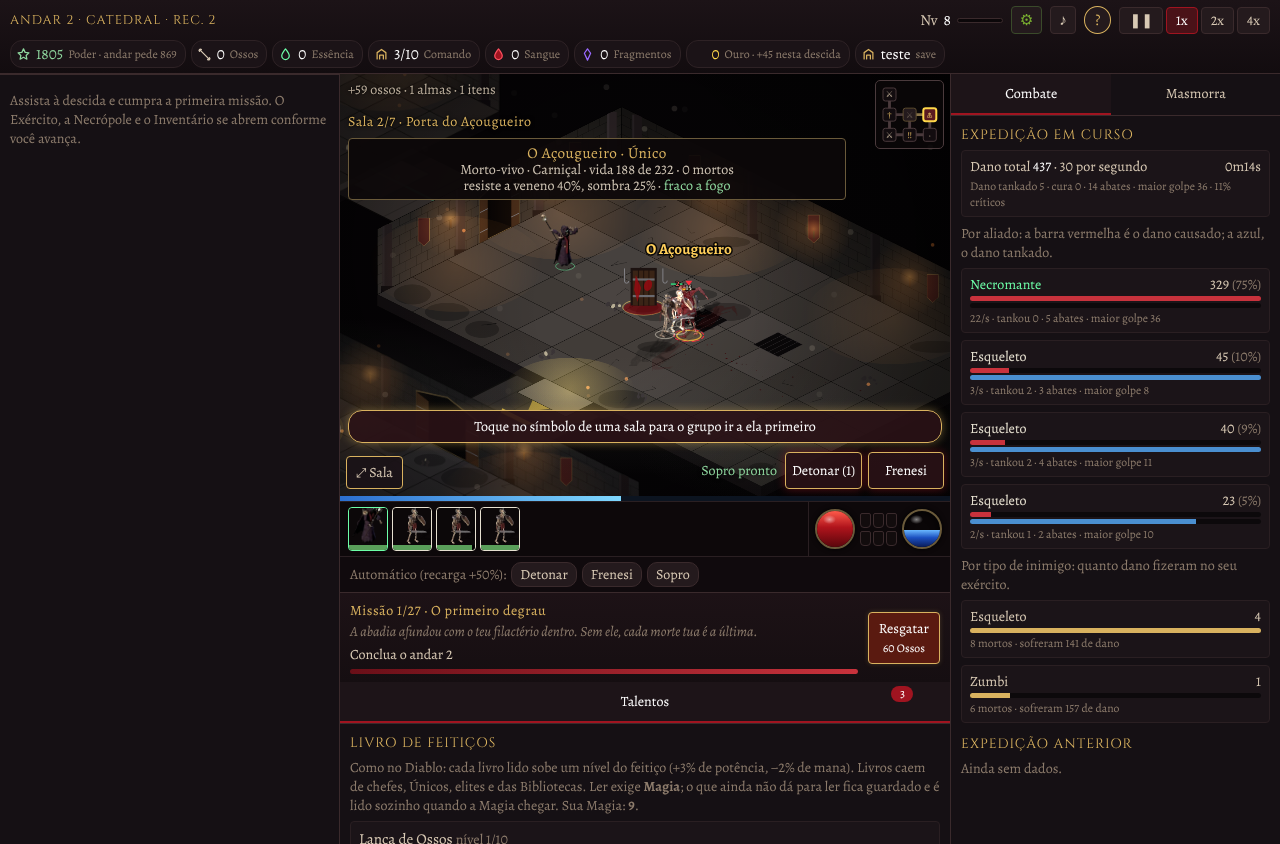 ANDAR 2 · CATEDRAL · REC. 2
Nv 8
?
1x
2x
4x
1805 Poder · andar pede 869
0 Ossos
0 Essência
3/10 Comando
0 Sangue
0 Fragmentos
0 Ouro · +45 nesta descida
teste save
Assista à descida e cumpra a primeira missão. O
Exército, a Necrópole e o Inventário se abrem conforme
você avança.
+59 ossos · 1 almas · 1 itens
Sala 2/7 · Porta do Açougueiro
O Açougueiro · Único
Morto-vivo · Carniçal · vida 188 de 232 · 0 mortos
resiste a veneno 40%, sombra 25% · fraco a fogo
O Açougueiro
Toque no símbolo de uma sala para o grupo ir a ela primeiro
Sala
Sopro pronto
Detonar (1)
Frenesi
Automático (recarga +50%):
Detonar
Frenesi
Sopro
Missão 1/27 · O primeiro degrau
A abadia afundou com o teu filactério dentro. Sem ele, cada morte tua é a última.
Conclua o andar 2
Resgatar
60 Ossos
Talentos
3
LIVRO DE FEITIÇOS
Como no Diablo: cada livro lido sobe um nível do feitiço (+3% de potência, −2% de mana). Livros caem
de chefes, Únicos, elites e das Bibliotecas. Ler exige Magia; o que ainda não dá para ler fica guardado e é
lido sozinho quando a Magia chegar. Sua Magia: 9.
Lança de Ossos nível 1/10
Combate
Masmorra
EXPEDIÇÃO EM CURSO
Dano total 437 · 30 por segundo
0m14s
Dano tankado 5 · cura 0 · 14 abates · maior golpe 36 · 11%
críticos
Por aliado: a barra vermelha é o dano causado; a azul,
o dano tankado.
Necromante
329 (75%)
22/s · tankou 0 · 5 abates · maior golpe 36
Esqueleto
45 (10%)
3/s · tankou 2 · 3 abates · maior golpe 8
Esqueleto
40 (9%)
3/s · tankou 2 · 4 abates · maior golpe 11
Esqueleto
23 (5%)
2/s · tankou 1 · 2 abates · maior golpe 10
Por tipo de inimigo: quanto dano fizeram no seu
exército.
Esqueleto
4
8 mortos · sofreram 141 de dano
Zumbi
1
6 mortos · sofreram 157 de dano
EXPEDIÇÃO ANTERIOR
Ainda sem dados.